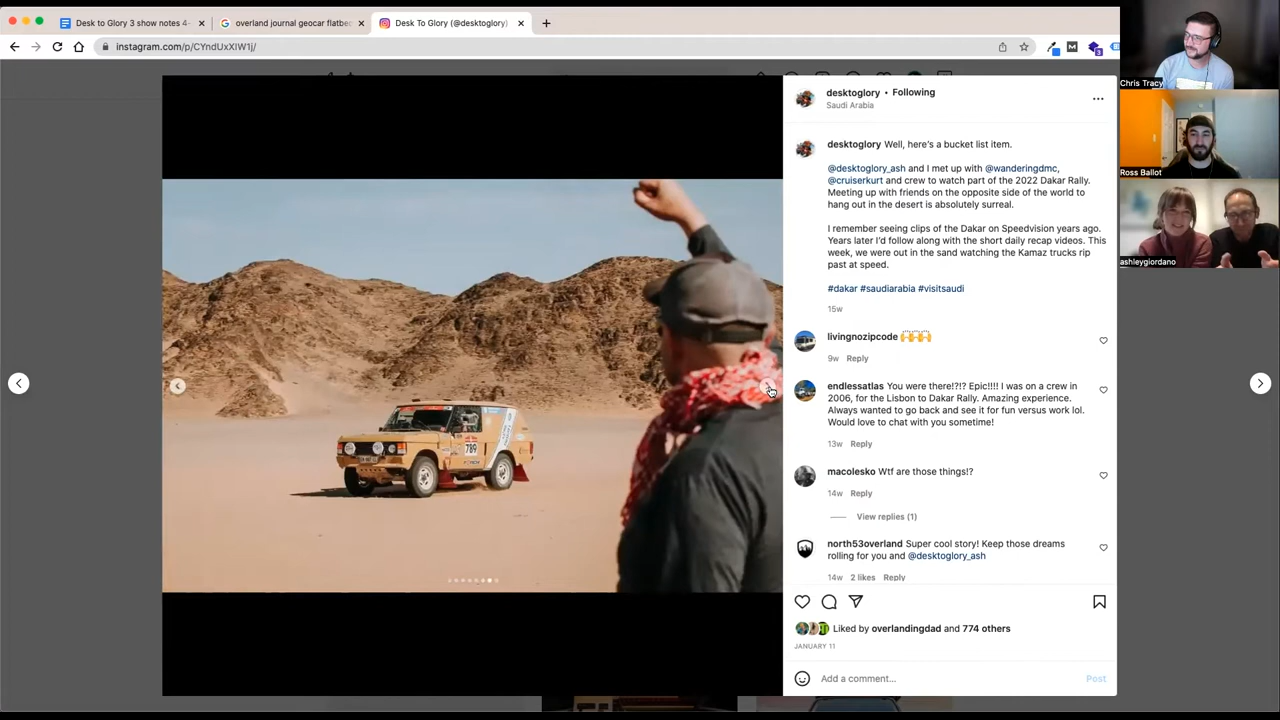 Desk to Glory 3 show notes 4-
overland journal geocar flatbe
Desk To Glory (@desktoglory)
instagram.com/p/CYndUxXlW1j/
Chris Tracy
Ross Ballot
ashleygiordano
desktoglory • Following
Saudi Arabia
desktoglory Well, here's a bucket list item.
@desktoglory_ash and I met up with @wanderingdmc,
@cruiserkurt and crew to watch part of the 2022 Dakar Rally.
Meeting up with friends on the opposite side of the world to
hang out in the desert is absolutely surreal.
I remember seeing clips of the Dakar on Speedvision years ago.
Years later I'd follow along with the short daily recap videos. This
week, we were out in the sand watching the Kamaz trucks rip
past at speed.
#dakar #saudiarabia #visitsaudi
15w
livingnozipcode 🙌🙌🙌
9w Reply
endlessatlas You were there!?!? Epic!!!! I was on a crew in
2006, for the Lisbon to Dakar Rally. Amazing experience.
Always wanted to go back and see it for fun versus work lol.
Would love to chat with you sometime!
13w Reply
macolesko Wtf are those things!?
14w Reply
View replies (1)
north53overland Super cool story! Keep those dreams
rolling for you and @desktoglory_ash
14w 2 likes Reply
Liked by overlandingdad and 774 others
JANUARY 11
Add a comment...
Post
789